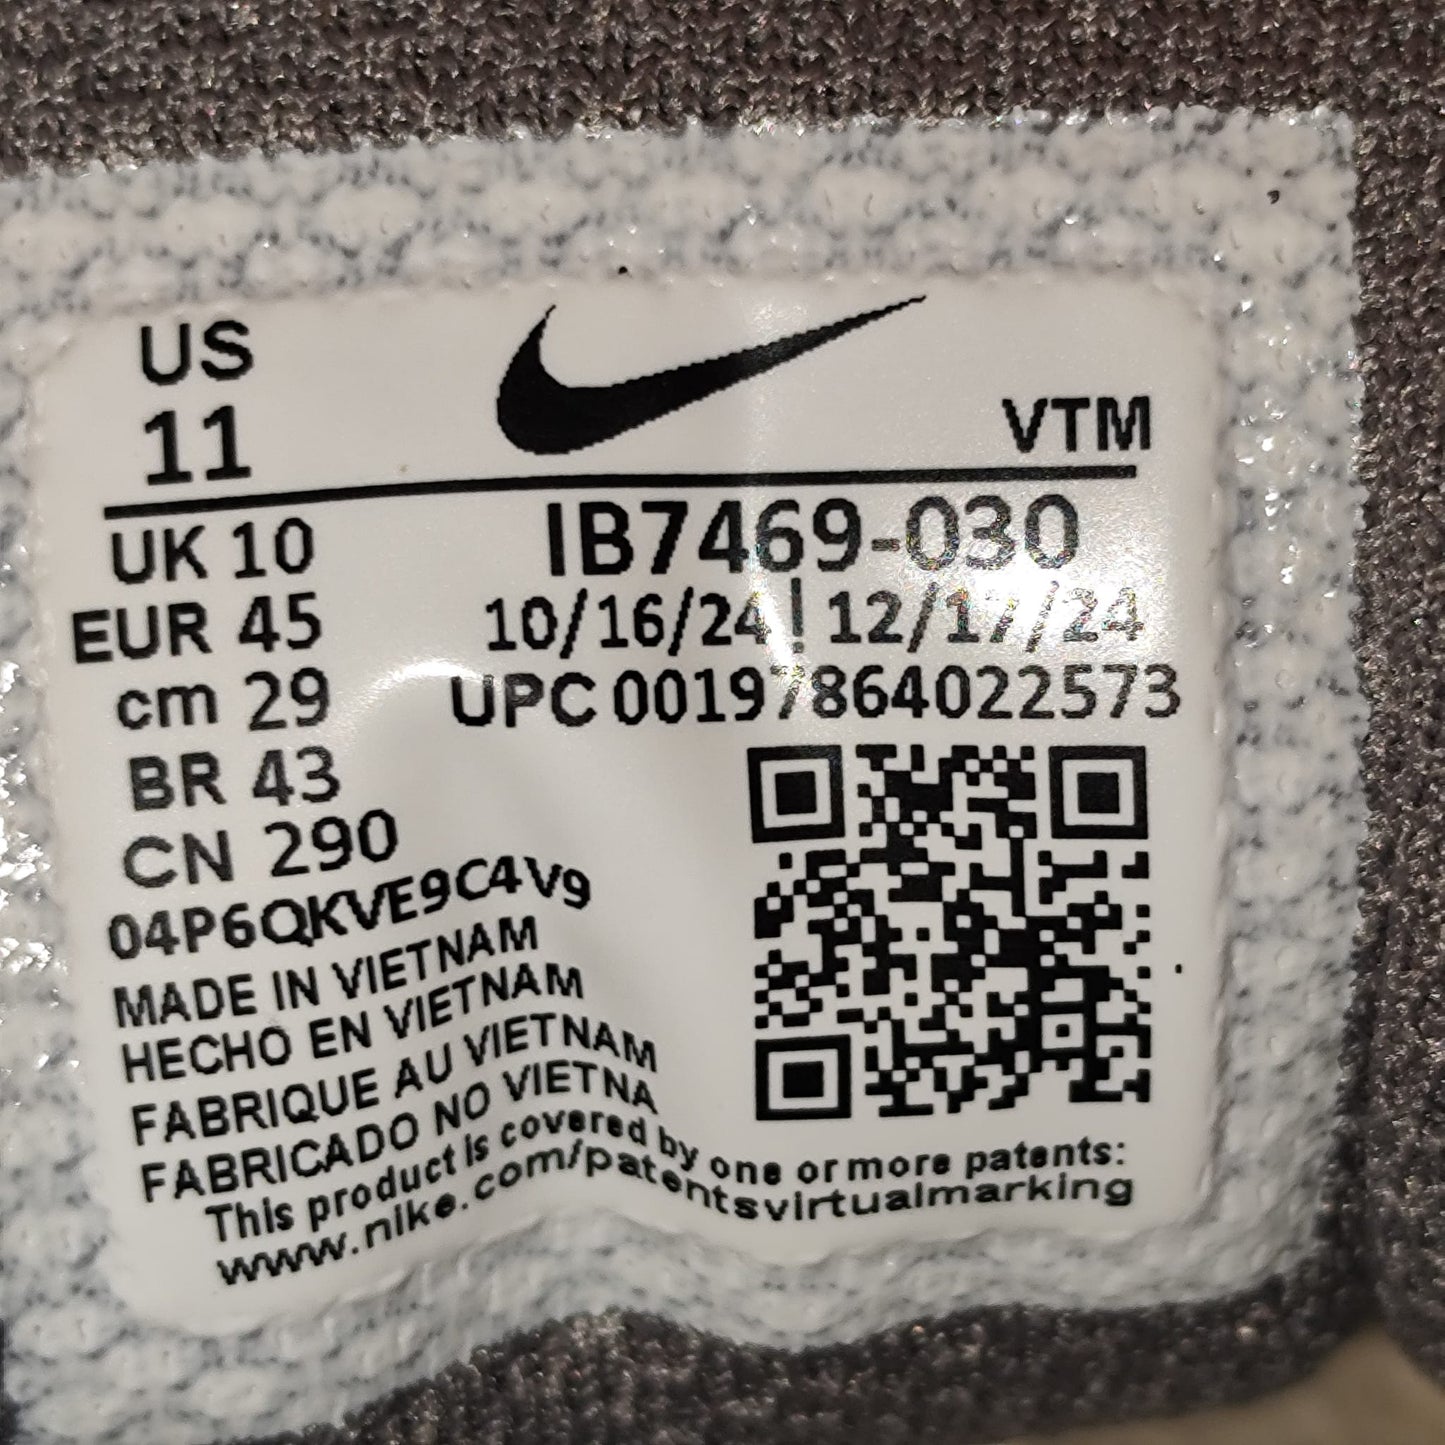 US
11
VTM
UK 10
IB7469-030
EUR 45
10/16/24 | 12/17/24
cm 29
UPC 00197864022573
BR 43
CN 290
04P6QKVE9C4V9
MADE IN VIETNAM
HECHO EN VIETNAM
FABRIQUE AU VIETNAM
FABRICADO NO VIETNA
This product is covered by one or more patents:
www.nike.com/patentsvirtualmarking